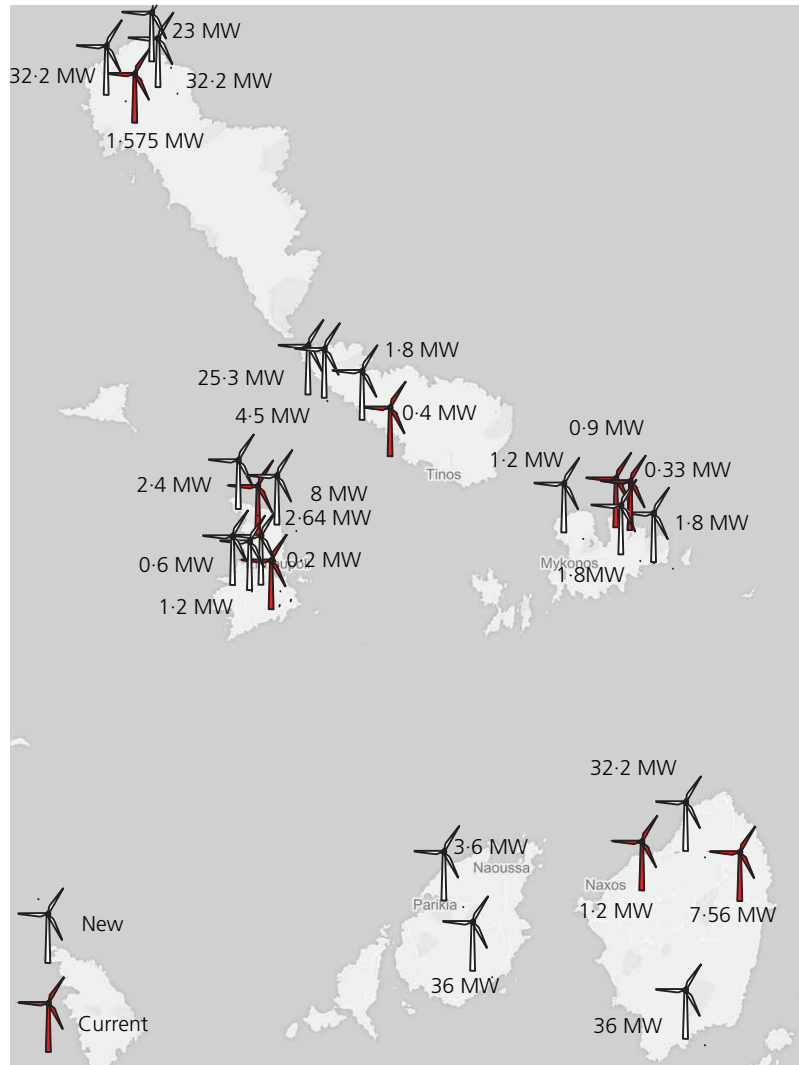 23 MW
32·2 MW
32·2 MW
1·575 MW
1·8 MW
25·3 MW
0·4 MW
4·5 MW
0·9 MW
1·2 MW
0·33 MW
Tinos
2·4 MW
8 MW
2·64 MW
1·8 MW
0·6 MW
0·2 MW
Mykonos
1·8MW
1·2 MW
32·2 MW
3·6 MW
Naoussa
Naxos
Parikia
1·2 MW
7·56 MW
New
36 MW
36 MW
Current